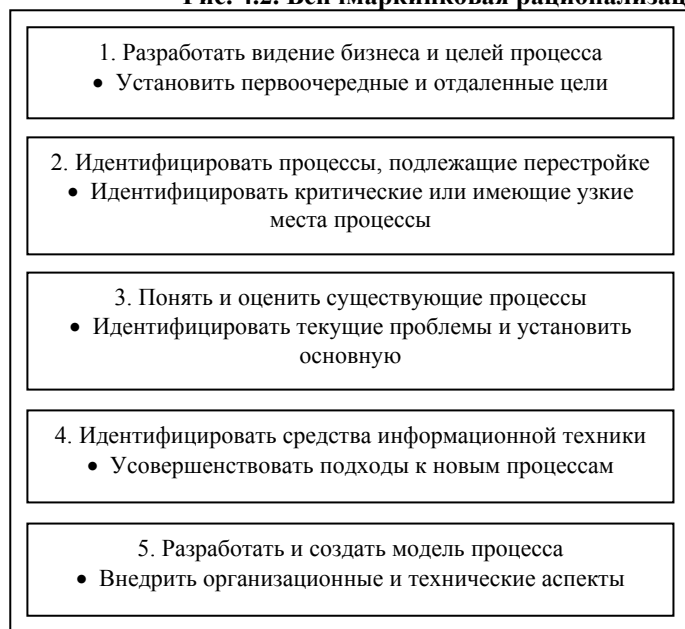 1. Разработать видение бизнеса и целей процесса
• Установить первоочередные и отдаленные цели
2. Идентифицировать процессы, подлежащие перестройке
• Идентифицировать критические или имеющие узкие
места процессы
3. Понять и оценить существующие процессы
• Идентифицировать текущие проблемы и установить
основную
4. Идентифицировать средства информационной техники
• Усовершенствовать подходы к новым процессам
5. Разработать и создать модель процесса
• Внедрить организационные и технические аспекты